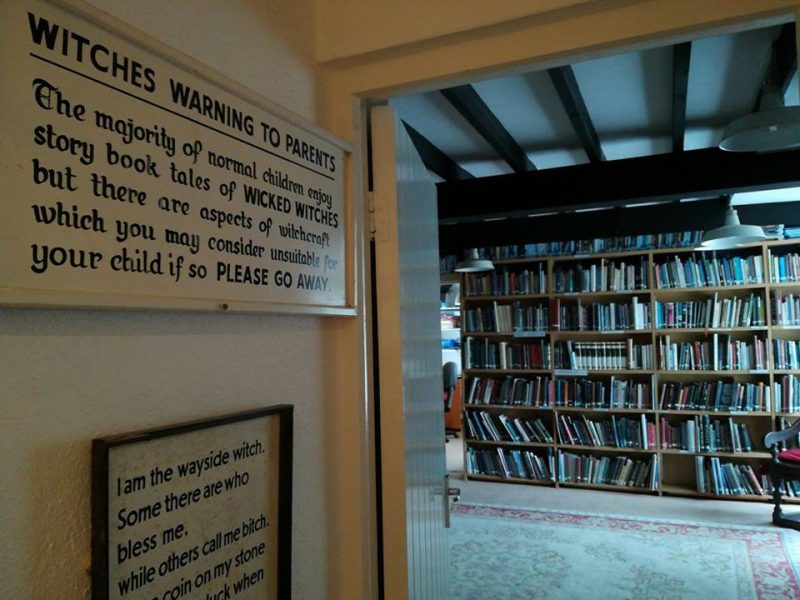 WITCHES WARNING TO PARENTS
The majority of normal children enjoy
story book tales of WICKED WITCHES
but there are aspects of witchcraft
which you may consider unsuitable for
your child if so PLEASE GO AWAY.
I am the wayside witch.
Some there are who
bless me.
while others call me bitch.
coin on my stone
luck when